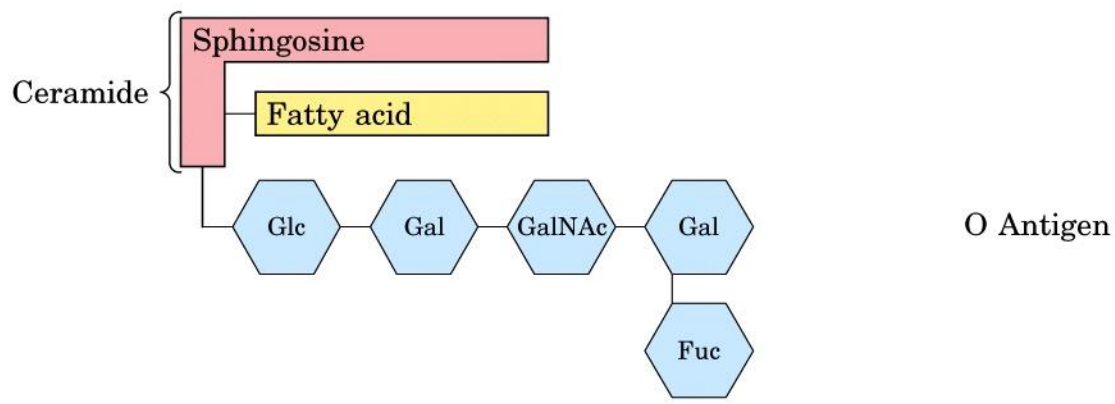 Sphingosine
Ceramide
Fatty acid
Glc Gal GalNAc Gal O Antigen
Fuc